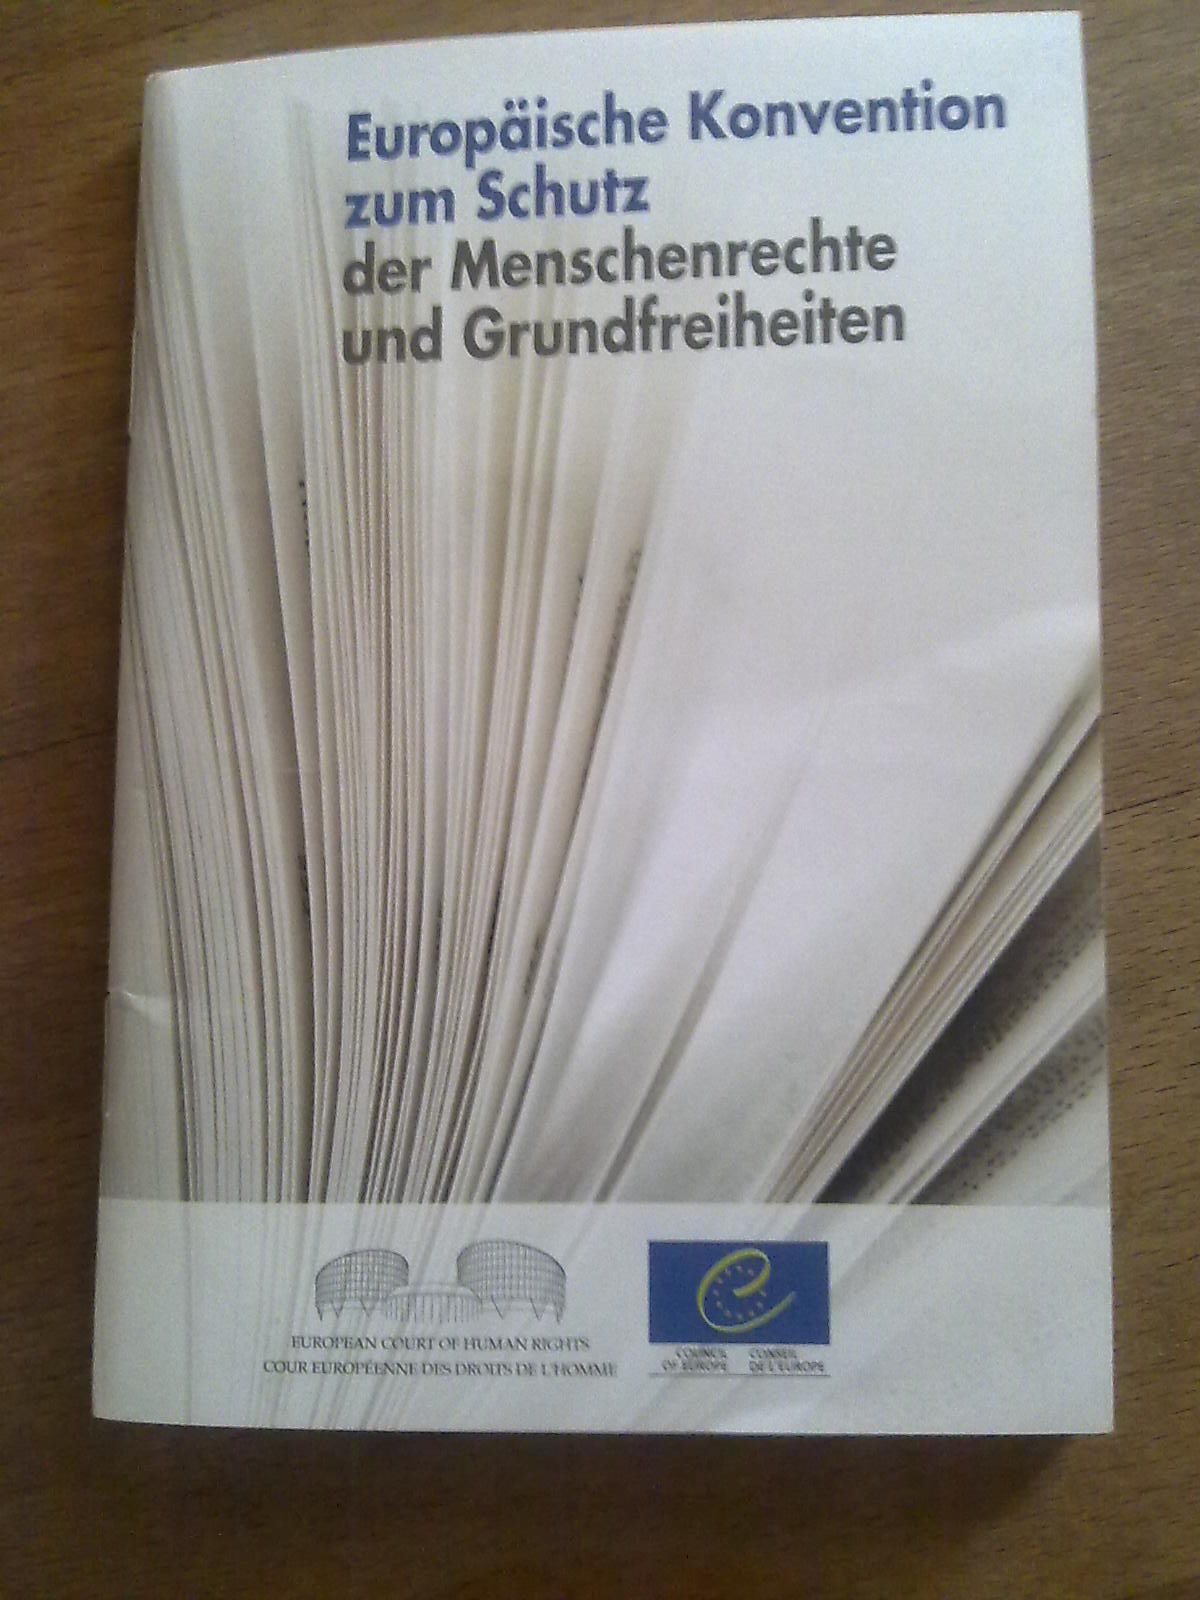 Europäische Konvention
zum Schutz
der Menschenrechte
und Grundfreiheiten
EUROPEAN COURT OF HUMAN RIGHTS
COUR EUROPÉENNE DES DROITS DE L'HOMME
COUNCIL CONSEIL
OF EUROPE DE L'EUROPE